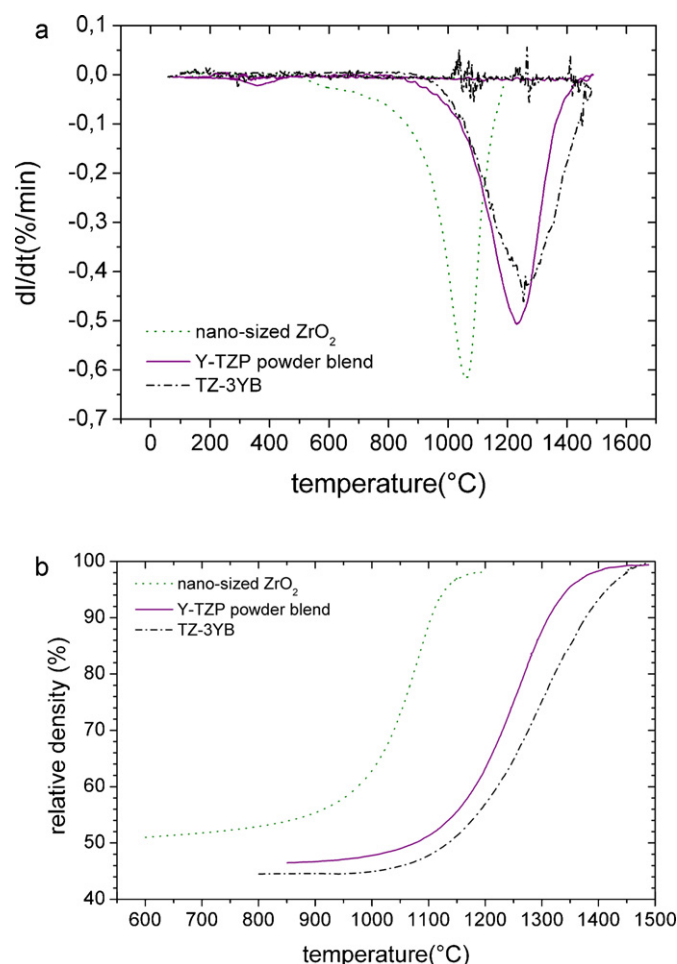 a
0,1
0,0
-0,1
-0,2
-0,3
-0,4
-0,5
-0,6
-0,7
dl/dt(%/min)
nano-sized ZrO₂
Y-TZP powder blend
TZ-3YB
0 200 400 600 800 1000 1200 1400 1600
temperature(°C)
b
100
90
80
70
60
50
40
relative density (%)
nano-sized ZrO₂
Y-TZP powder blend
TZ-3YB
600 700 800 900 1000 1100 1200 1300 1400 1500
temperature(°C)